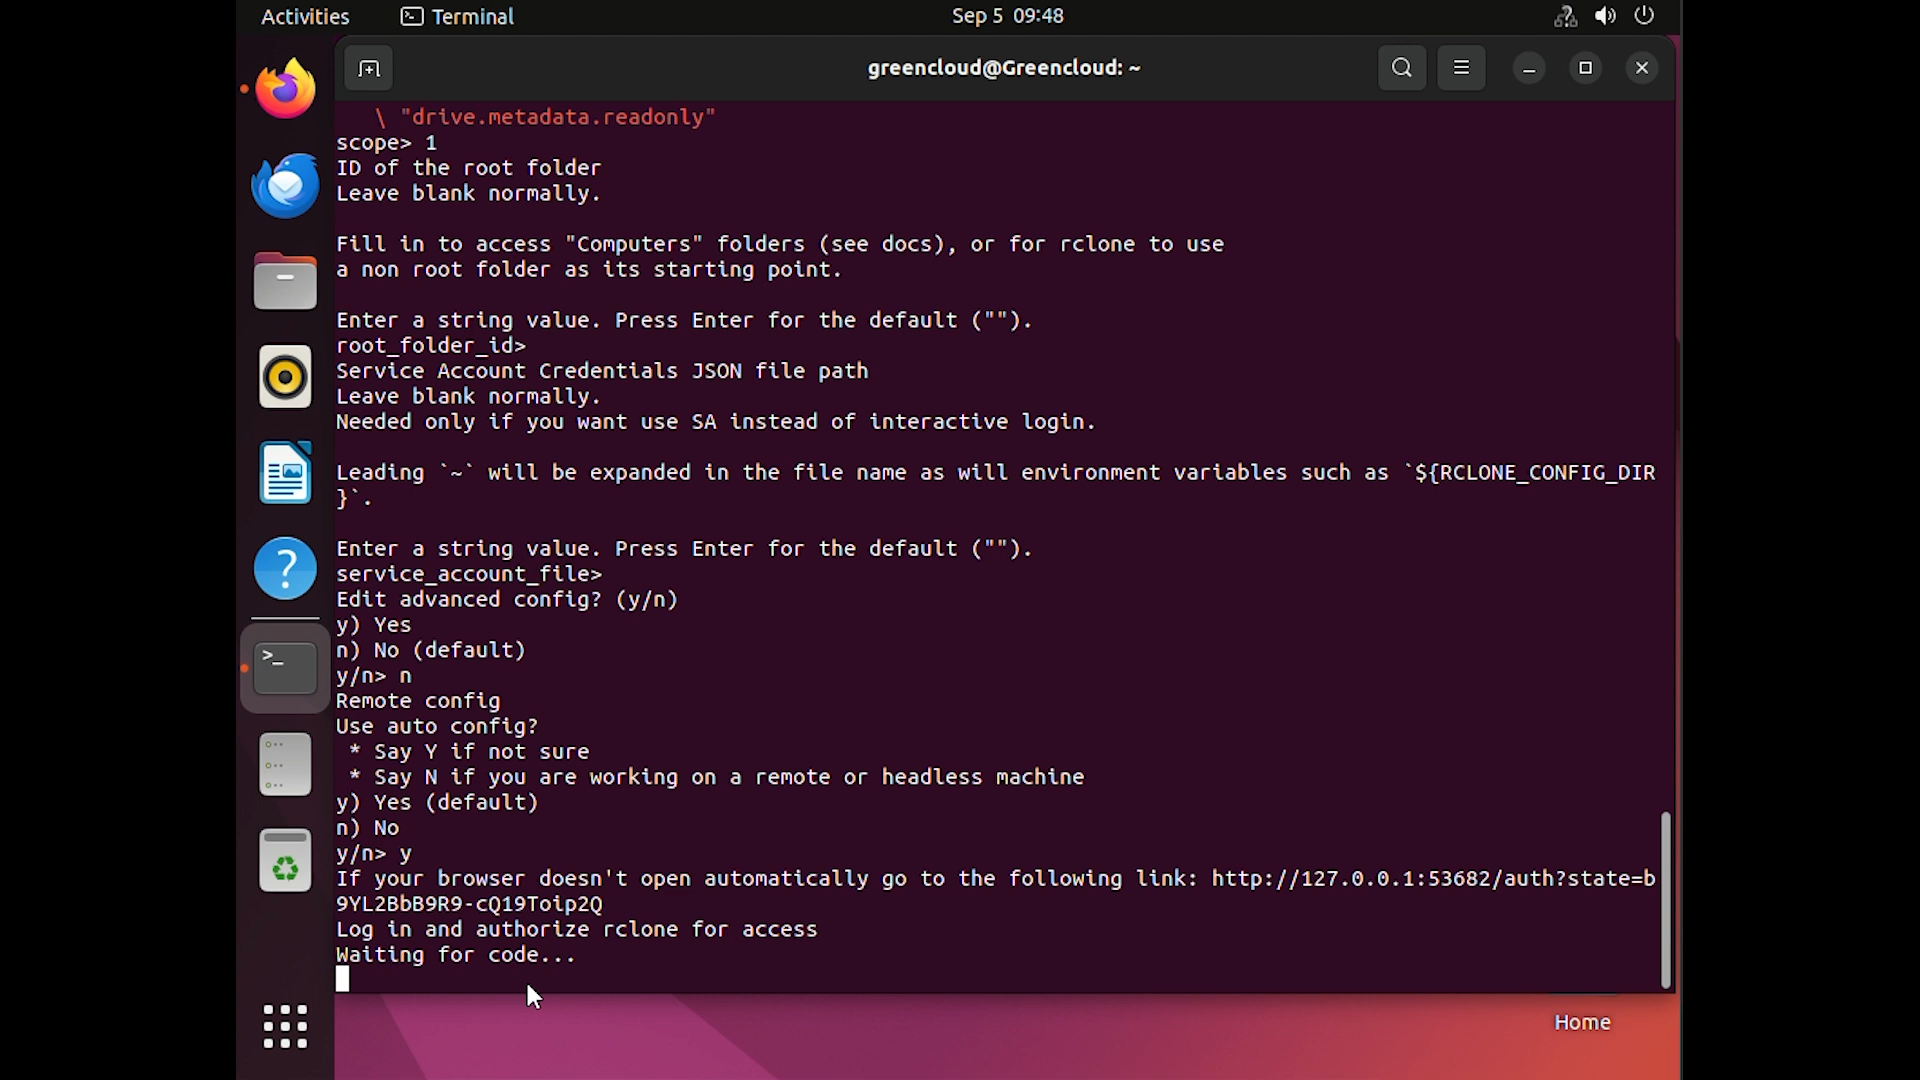 Activities
Terminal
Sep 5 09:48
greencloud@Greencloud: ~
\ "drive.metadata.readonly"
scope> 1
ID of the root folder
Leave blank normally.
Fill in to access "Computers" folders (see docs), or for rclone to use
a non root folder as its starting point.
Enter a string value. Press Enter for the default ("").
root_folder_id>
Service Account Credentials JSON file path
Leave blank normally.
Needed only if you want use SA instead of interactive login.
Leading `~` will be expanded in the file name as will environment variables such as `${RCLONE_CONFIG_DIR
}`.
Enter a string value. Press Enter for the default ("").
service_account_file>
Edit advanced config? (y/n)
y) Yes
n) No (default)
y/n> n
Remote config
Use auto config?
* Say Y if not sure
* Say N if you are working on a remote or headless machine
y) Yes (default)
n) No
y/n> y
If your browser doesn't open automatically go to the following link: http://127.0.0.1:53682/auth?state=b
9YL2BbB9R9-cQ19Toip2Q
Log in and authorize rclone for access
Waiting for code...
Home